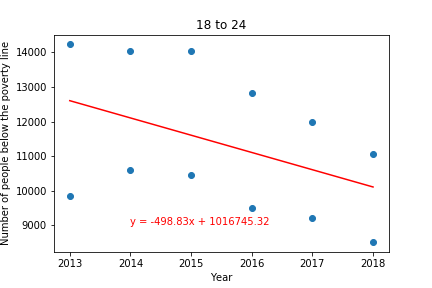 18 to 24
Number of people below the poverty line
14000
13000
12000
11000
10000
9000
y = -498.83x + 1016745.32
2013 2014 2015 2016 2017 2018
Year